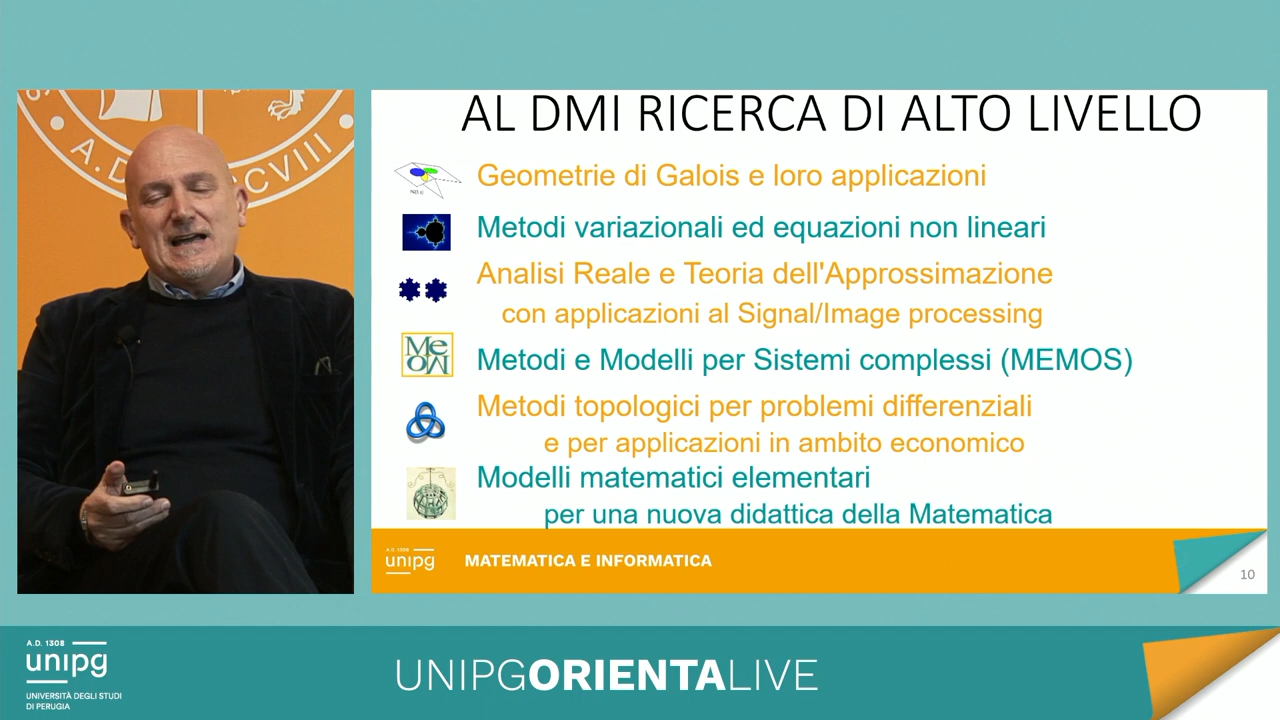 AL DMI RICERCA DI ALTO LIVELLO
Geometrie di Galois e loro applicazioni
Metodi variazionali ed equazioni non lineari
Analisi Reale e Teoria dell'Approssimazione
con applicazioni al Signal/Image processing
Metodi e Modelli per Sistemi complessi (MEMOS)
Metodi topologici per problemi differenziali
e per applicazioni in ambito economico
Modelli matematici elementari
per una nuova didattica della Matematica
A.D. 1308
unipg
MATEMATICA E INFORMATICA
10
A.D. 1308
unipg
UNIVERSITÀ DEGLI STUDI
DI PERUGIA
UNIPGORIENTALIVE